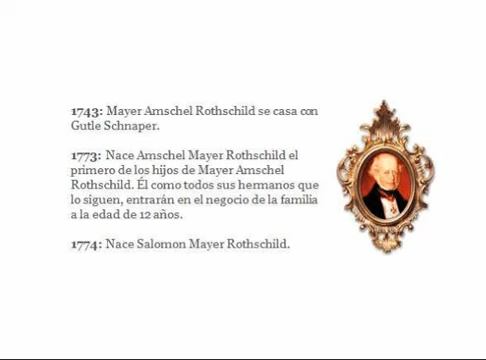 1743: Mayer Amschel Rothschild se casa con
Gutle Schnaper.
1773: Nace Amschel Mayer Rothschild el
primero de los hijos de Mayer Amschel
Rothschild. Él como todos sus hermanos que
lo siguen, entrarán en el negocio de la familia
a la edad de 12 años.
1774: Nace Salomon Mayer Rothschild.